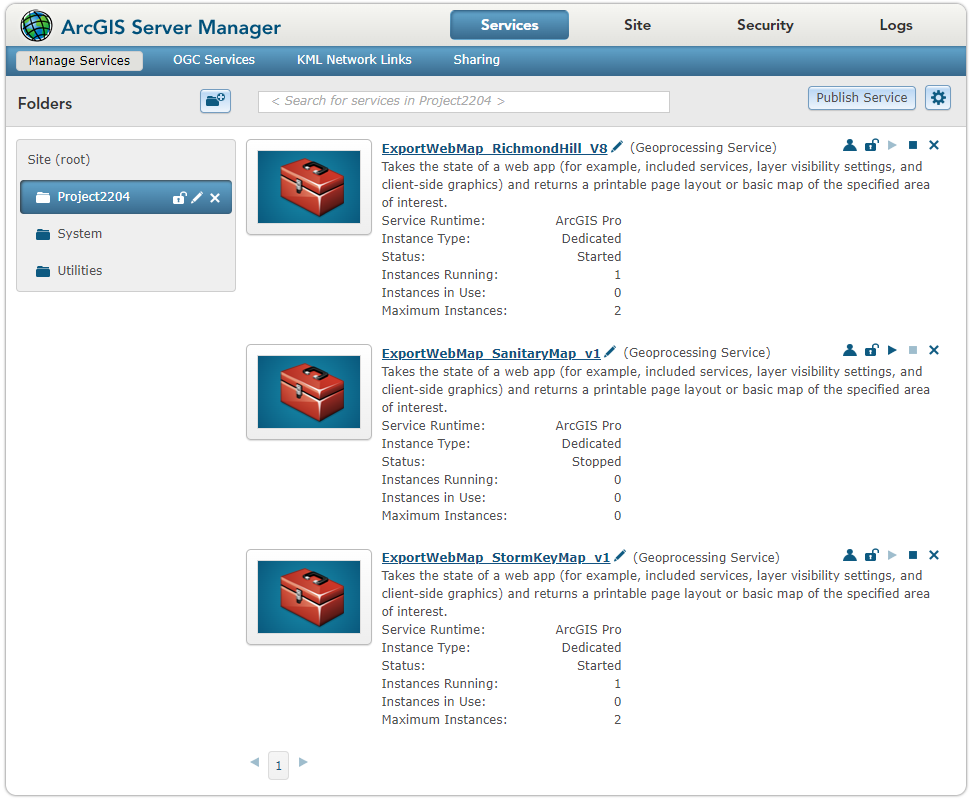 ArcGIS Server Manager
Services
Site
Security
Logs
Manage Services
OGC Services
KML Network Links
Sharing
Folders
< Search for services in Project2204 >
Publish Service
Site (root)
Project2204
System
Utilities
ExportWebMap_RichmondHill_V8 (Geoprocessing Service)
Takes the state of a web app (for example, included services, layer visibility settings, and
client-side graphics) and returns a printable page layout or basic map of the specified area
of interest.
Service Runtime: ArcGIS Pro
Instance Type: Dedicated
Status: Started
Instances Running: 1
Instances in Use: 0
Maximum Instances: 2
ExportWebMap_SanitaryMap_v1 (Geoprocessing Service)
Takes the state of a web app (for example, included services, layer visibility settings, and
client-side graphics) and returns a printable page layout or basic map of the specified area
of interest.
Service Runtime: ArcGIS Pro
Instance Type: Dedicated
Status: Stopped
Instances Running: 0
Instances in Use: 0
Maximum Instances: 0
ExportWebMap_StormKeyMap_v1 (Geoprocessing Service)
Takes the state of a web app (for example, included services, layer visibility settings, and
client-side graphics) and returns a printable page layout or basic map of the specified area
of interest.
Service Runtime: ArcGIS Pro
Instance Type: Dedicated
Status: Started
Instances Running: 1
Instances in Use: 0
Maximum Instances: 2
1